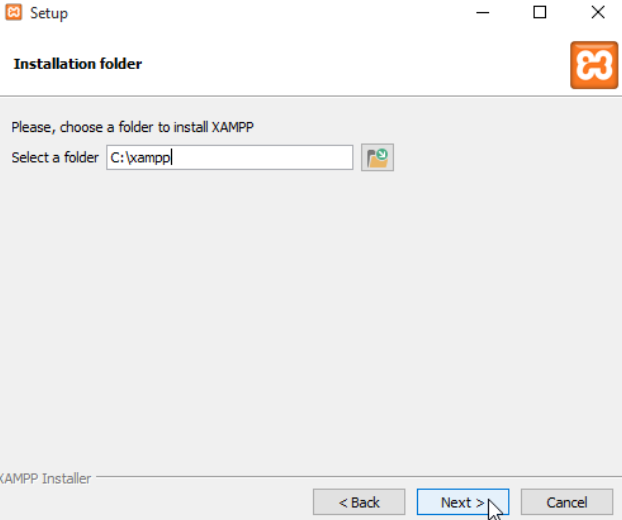 Setup
Installation folder
Please, choose a folder to install XAMPP
Select a folder C:\xampp
XAMPP Installer
< Back Next > Cancel